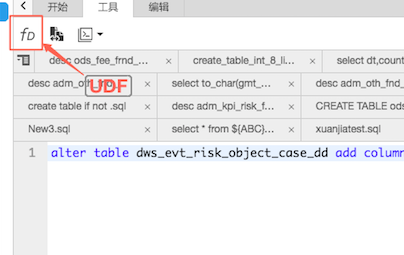 开始 工具 编辑
fD
UDF
desc ods_fee_frnd_... × create_table_int_8_li... × select dt,count
desc adm_oth_frnd_... × select to_char(gmt_... × desc adm_oth_fnd
create table if not .sql × desc adm_kpi_risk_f... × CREATE TABLE ods
New3.sql × select * from ${ABC}... × xuanjiatest.sql
1 alter table dws_evt_risk_object_case_dd add column